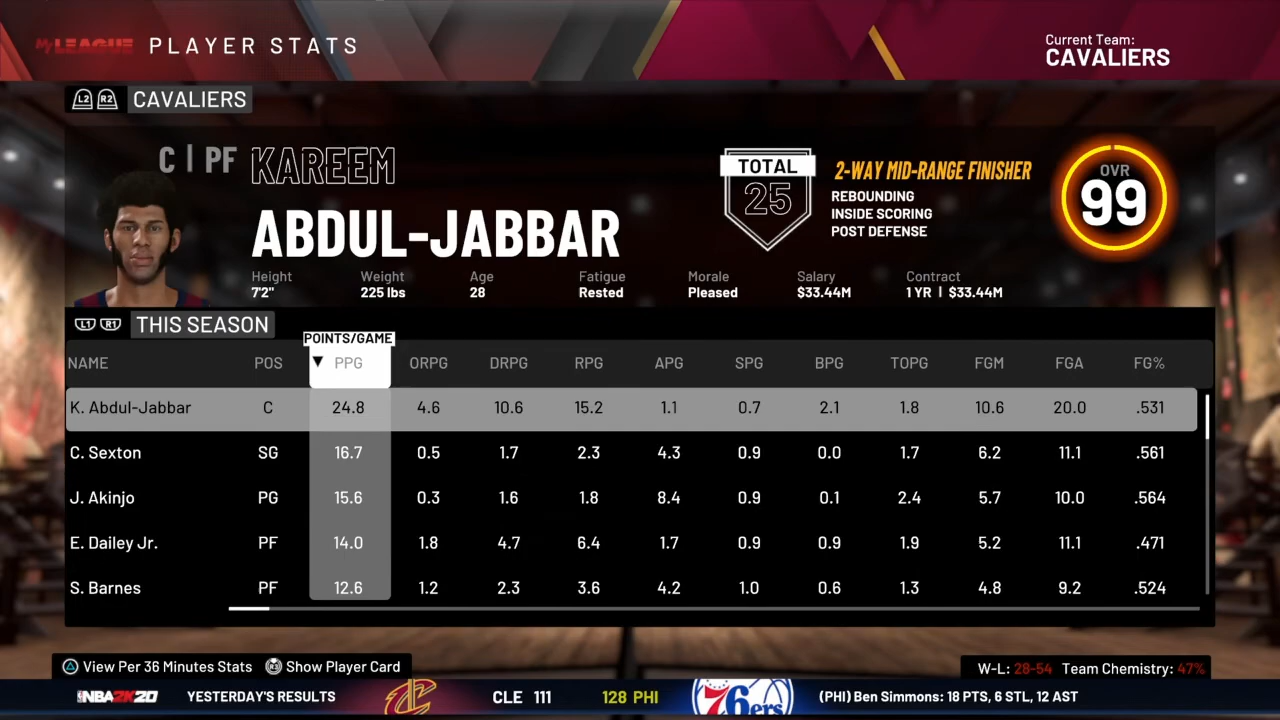 MyLEAGUE PLAYER STATS
Current Team:
CAVALIERS
L2 R2 CAVALIERS
C | PF KAREEM
ABDUL-JABBAR
TOTAL
25
2-WAY MID-RANGE FINISHER
REBOUNDING
INSIDE SCORING
POST DEFENSE
OVR
99
Height Weight Age Fatigue Morale Salary Contract
7'2" 225 lbs 28 Rested Pleased $33.44M 1 YR | $33.44M
L1 R1 THIS SEASON
POINTS/GAME
NAME POS PPG ORPG DRPG RPG APG SPG BPG TOPG FGM FGA FG%
K. Abdul-Jabbar C 24.8 4.6 10.6 15.2 1.1 0.7 2.1 1.8 10.6 20.0 .531
C. Sexton SG 16.7 0.5 1.7 2.3 4.3 0.9 0.0 1.7 6.2 11.1 .561
J. Akinjo PG 15.6 0.3 1.6 1.8 8.4 0.9 0.1 2.4 5.7 10.0 .564
E. Dailey Jr. PF 14.0 1.8 4.7 6.4 1.7 0.9 0.9 1.9 5.2 11.1 .471
S. Barnes PF 12.6 1.2 2.3 3.6 4.2 1.0 0.6 1.3 4.8 9.2 .524
View Per 36 Minutes Stats R3 Show Player Card
W-L: 28-54 Team Chemistry: 47%
NBA2K20 YESTERDAY'S RESULTS C CLE 111 128 PHI 76ers (PHI) Ben Simmons: 18 PTS, 6 STL, 12 AST